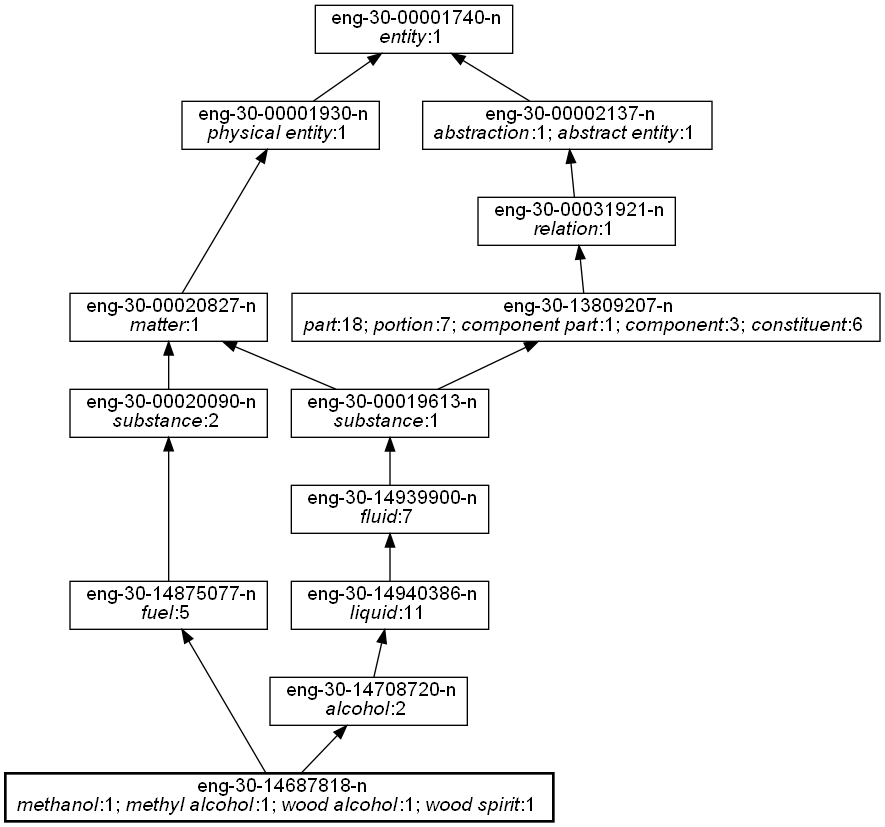 eng-30-00001740-n
entity:1
eng-30-00001930-n
physical entity:1
eng-30-00002137-n
abstraction:1; abstract entity:1
eng-30-00031921-n
relation:1
eng-30-00020827-n
matter:1
eng-30-13809207-n
part:18; portion:7; component part:1; component:3; constituent:6
eng-30-00020090-n
substance:2
eng-30-00019613-n
substance:1
eng-30-14939900-n
fluid:7
eng-30-14875077-n
fuel:5
eng-30-14940386-n
liquid:11
eng-30-14708720-n
alcohol:2
eng-30-14687818-n
methanol:1; methyl alcohol:1; wood alcohol:1; wood spirit:1